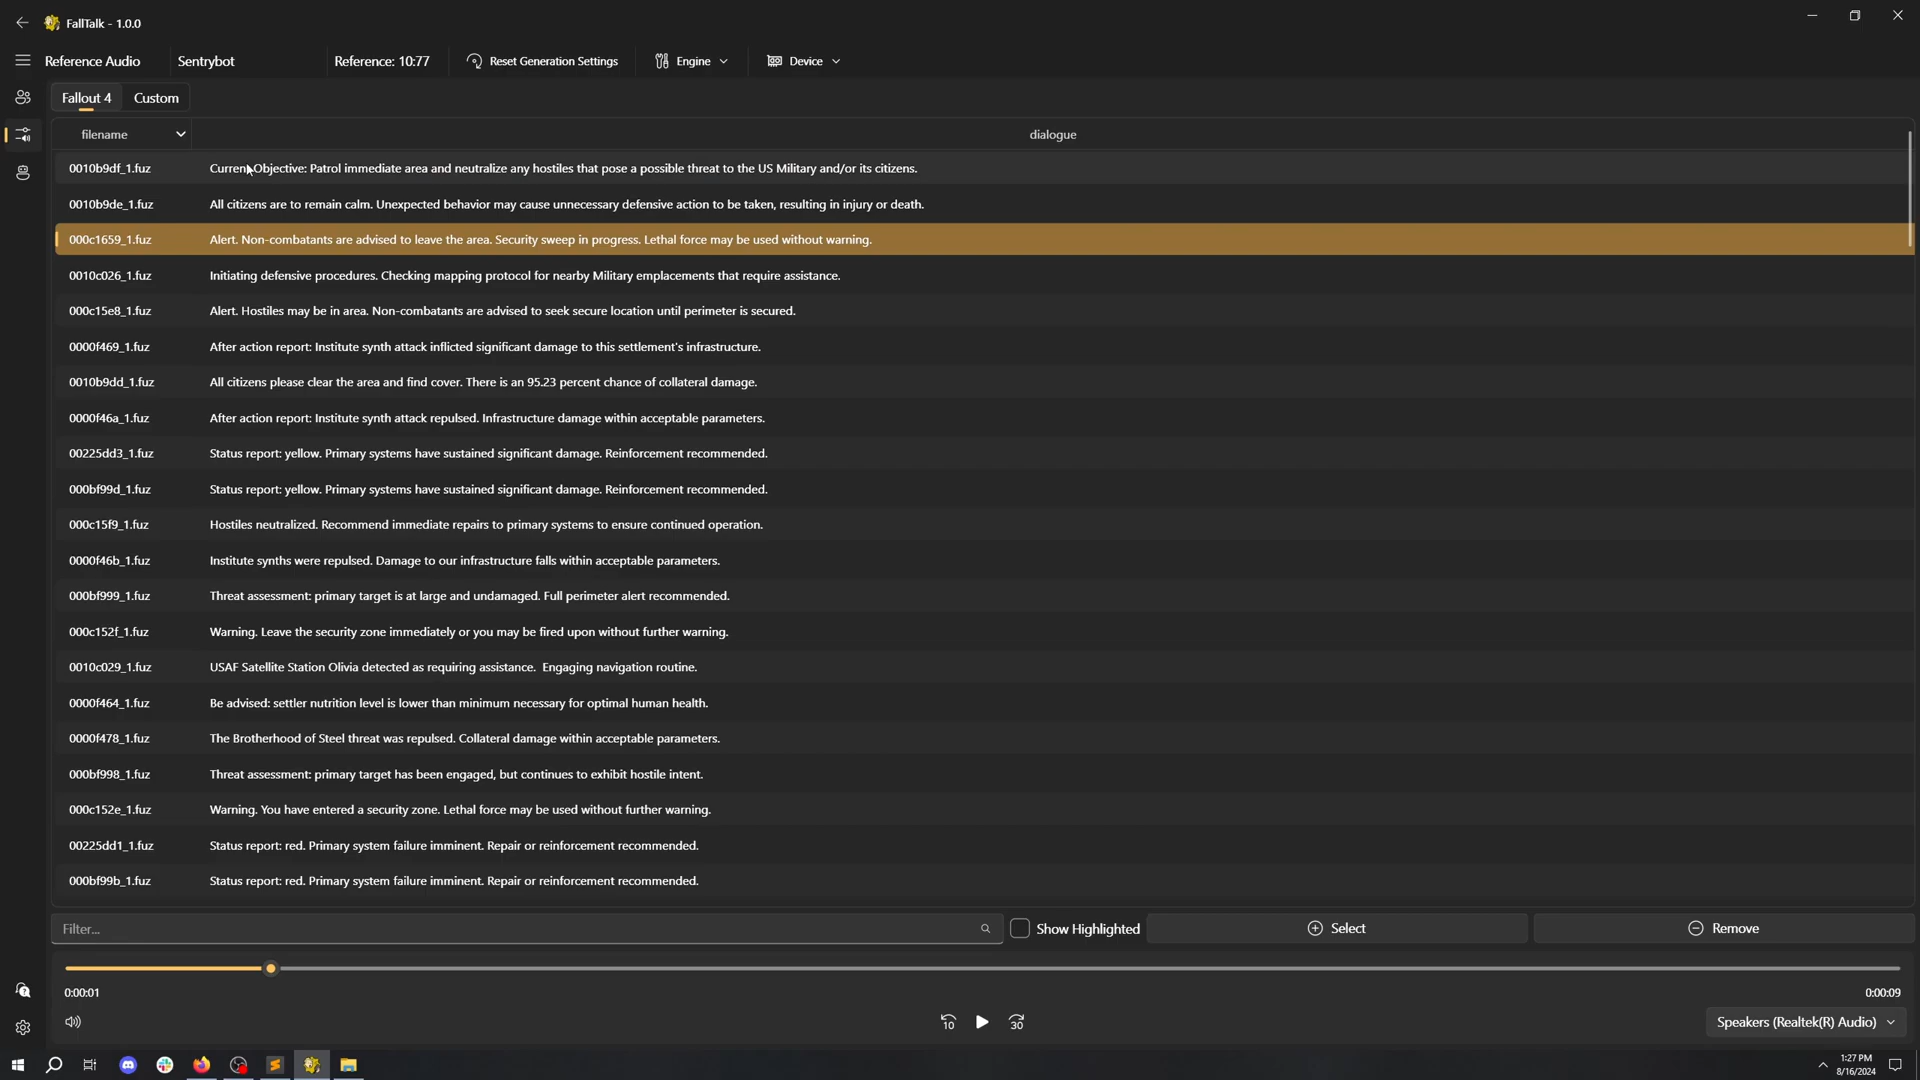 FallTalk - 1.0.0
Reference Audio Sentrybot Reference: 10:77 Reset Generation Settings Engine Device
Fallout 4 Custom
filename dialogue
0010b9df_1.fuz Current Objective: Patrol immediate area and neutralize any hostiles that pose a possible threat to the US Military and/or its citizens.
0010b9de_1.fuz All citizens are to remain calm. Unexpected behavior may cause unnecessary defensive action to be taken, resulting in injury or death.
000c1659_1.fuz Alert. Non-combatants are advised to leave the area. Security sweep in progress. Lethal force may be used without warning.
0010c026_1.fuz Initiating defensive procedures. Checking mapping protocol for nearby Military emplacements that require assistance.
000c15e8_1.fuz Alert. Hostiles may be in area. Non-combatants are advised to seek secure location until perimeter is secured.
0000f469_1.fuz After action report: Institute synth attack inflicted significant damage to this settlement's infrastructure.
0010b9dd_1.fuz All citizens please clear the area and find cover. There is an 95.23 percent chance of collateral damage.
0000f46a_1.fuz After action report: Institute synth attack repulsed. Infrastructure damage within acceptable parameters.
00225dd3_1.fuz Status report: yellow. Primary systems have sustained significant damage. Reinforcement recommended.
000bf99d_1.fuz Status report: yellow. Primary systems have sustained significant damage. Reinforcement recommended.
000c15f9_1.fuz Hostiles neutralized. Recommend immediate repairs to primary systems to ensure continued operation.
0000f46b_1.fuz Institute synths were repulsed. Damage to our infrastructure falls within acceptable parameters.
000bf999_1.fuz Threat assessment: primary target is at large and undamaged. Full perimeter alert recommended.
000c152f_1.fuz Warning. Leave the security zone immediately or you may be fired upon without further warning.
0010c029_1.fuz USAF Satellite Station Olivia detected as requiring assistance.  Engaging navigation routine.
0000f464_1.fuz Be advised: settler nutrition level is lower than minimum necessary for optimal human health.
0000f478_1.fuz The Brotherhood of Steel threat was repulsed. Collateral damage within acceptable parameters.
000bf998_1.fuz Threat assessment: primary target has been engaged, but continues to exhibit hostile intent.
000c152e_1.fuz Warning. You have entered a security zone. Lethal force may be used without further warning.
00225dd1_1.fuz Status report: red. Primary system failure imminent. Repair or reinforcement recommended.
000bf99b_1.fuz Status report: red. Primary system failure imminent. Repair or reinforcement recommended.
Filter... Show Highlighted Select Remove
0:00:01 0:00:09
10 30 Speakers (Realtek(R) Audio)
1:27 PM
8/16/2024